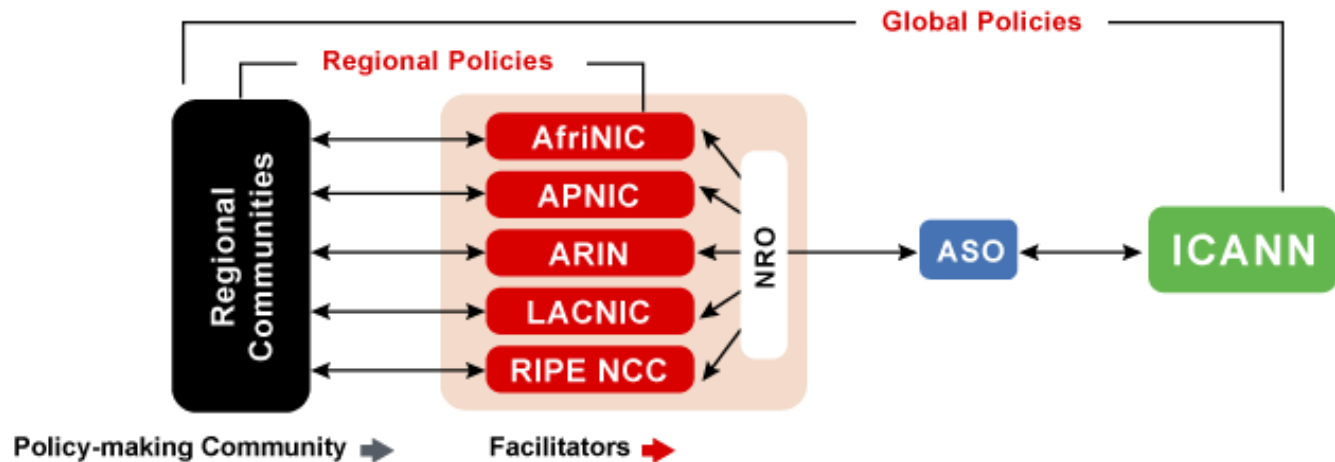 Global Policies
Regional Policies
Regional
Communities
AfriNIC
APNIC
ARIN
LACNIC
RIPE NCC
NRO
ASO
ICANN
Policy-making Community
Facilitators